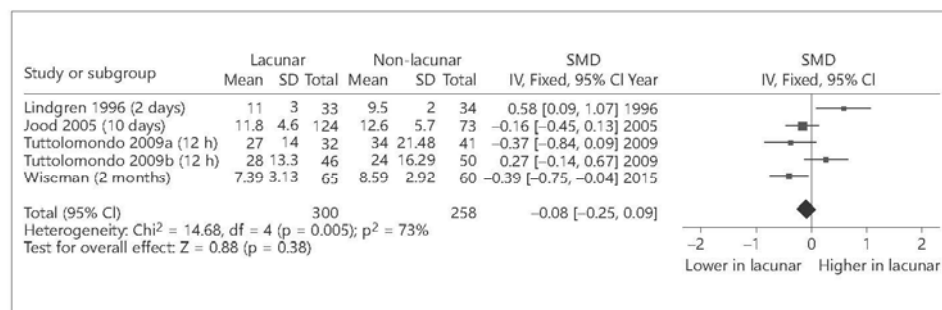 Lacunar Non-lacunar SMD SMD
Study or subgroup Mean SD Total Mean SD Total IV, Fixed, 95% CI Year IV, Fixed, 95% CI
Lindgren 1996 (2 days) 11 3 33 9.5 2 34 0.58 [0.09, 1.07] 1996
Jood 2005 (10 days) 11.8 4.6 124 12.6 5.7 73 −0.16 [−0.45, 0.13] 2005
Tuttolomondo 2009a (12 h) 27 14 32 34 21.48 41 −0.37 [−0.84, 0.09] 2009
Tuttolomondo 2009b (12 h) 28 13.3 46 24 16.29 50 0.27 [−0.14, 0.67] 2009
Wiseman (2 months) 7.39 3.13 65 8.59 2.92 60 −0.39 [−0.75, −0.04] 2015
Total (95% CI) 300 258 −0.08 [−0.25, 0.09]
Heterogeneity: Chi² = 14.68, df = 4 (p = 0.005); p² = 73%
Test for overall effect: Z = 0.88 (p = 0.38)
−2 −1 0 1 2
Lower in lacunar Higher in lacunar